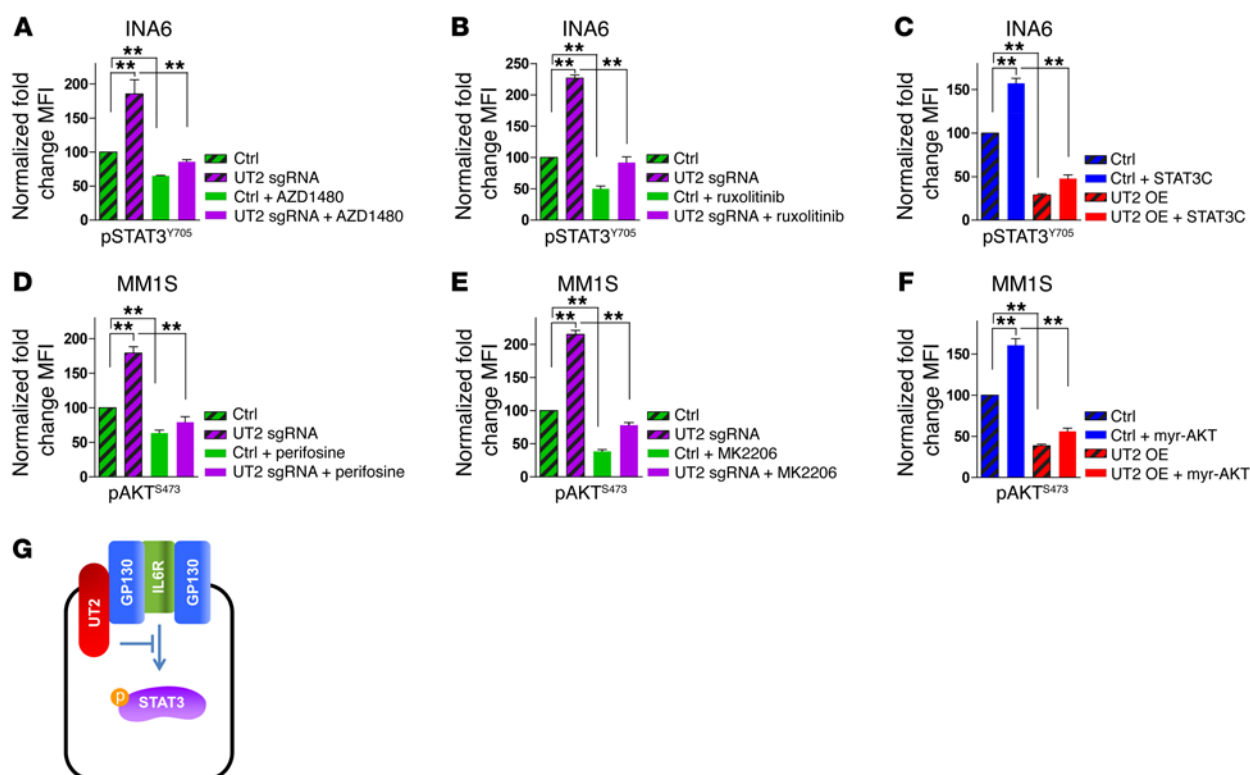 A
INA6
**
**
**
Normalized fold
change MFI
200
150
100
50
0
pSTAT3Y705
Ctrl
UT2 sgRNA
Ctrl + AZD1480
UT2 sgRNA + AZD1480
B
INA6
**
**
**
Normalized fold
change MFI
250
200
150
100
50
0
pSTAT3Y705
Ctrl
UT2 sgRNA
Ctrl + ruxolitinib
UT2 sgRNA + ruxolitinib
C
INA6
**
**
**
Normalized fold
change MFI
150
100
50
0
pSTAT3Y705
Ctrl
Ctrl + STAT3C
UT2 OE
UT2 OE + STAT3C
D
MM1S
**
**
**
Normalized fold
change MFI
200
150
100
50
0
pAKTS473
Ctrl
UT2 sgRNA
Ctrl + perifosine
UT2 sgRNA + perifosine
E
MM1S
**
**
**
Normalized fold
change MFI
200
150
100
50
0
pAKTS473
Ctrl
UT2 sgRNA
Ctrl + MK2206
UT2 sgRNA + MK2206
F
MM1S
**
**
**
Normalized fold
change MFI
150
100
50
0
pAKTS473
Ctrl
Ctrl + myr-AKT
UT2 OE
UT2 OE + myr-AKT
G
UT2
GP130
IL6R
GP130
p
STAT3